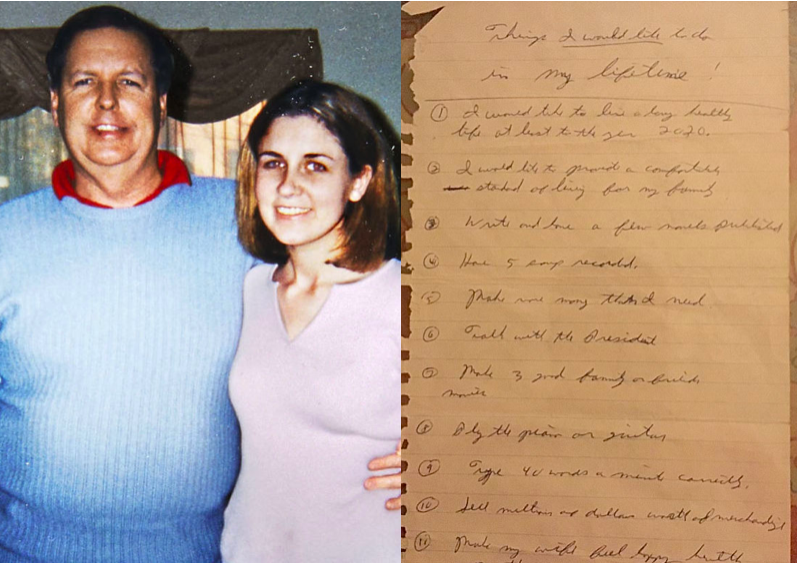 Things I would like to do
in my lifetime!
① I would like to live a long healthy
life at least to the year 2020.
② I would like to provide a comfortable
standard of living for my family
③ Write and have a few novels published
④ Have 5 songs recorded.
⑤ Make more money than I need
⑥ Talk with the President
⑦ Make 3 good family or
movies
⑧ Play the piano or guitar
⑨ Type 40 words a minute correctly.
⑩ Sell millions of dollars worth of merchandize
⑪ Make my wife feel happy